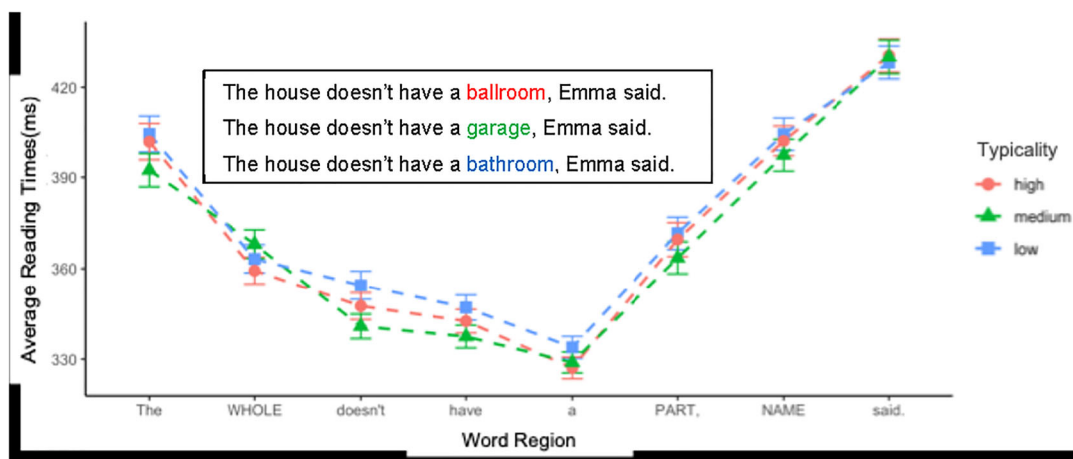 The house doesn't have a ballroom, Emma said.
The house doesn't have a garage, Emma said.
The house doesn't have a bathroom, Emma said.
Average Reading Times(ms)
420
390
360
330
The WHOLE doesn't have a PART, NAME said.
Word Region
Typicality
high
medium
low